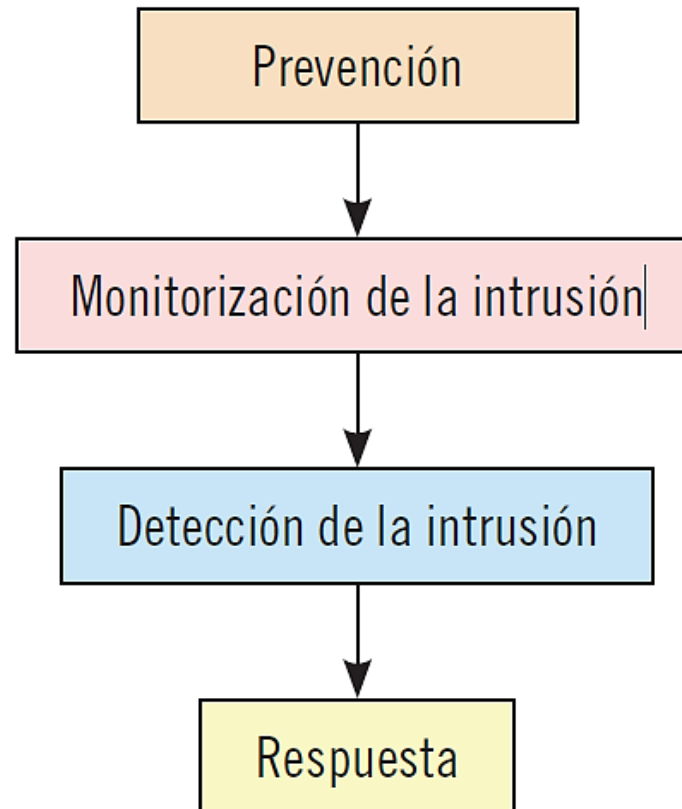 Prevención
Monitorización de la intrusión
Detección de la intrusión
Respuesta